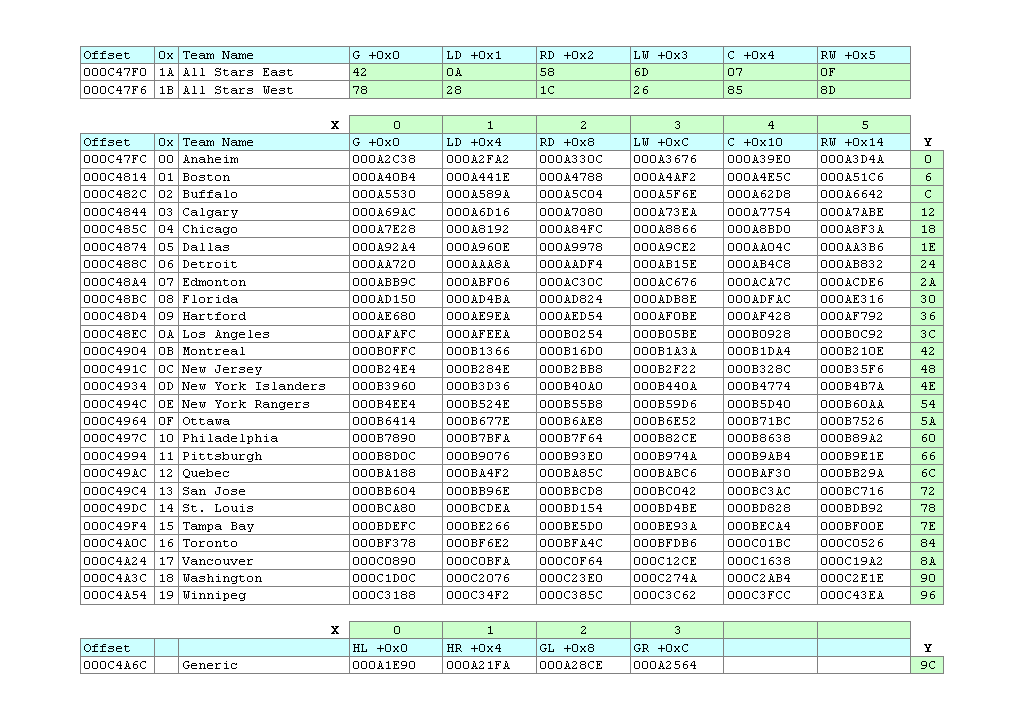 Offset 0x Team Name G +0x0 LD +0x1 RD +0x2 LW +0x3 C +0x4 RW +0x5
000C47F0 1A All Stars East 42 0A 58 6D 07 0F
000C47F6 1B All Stars West 78 28 1C 26 85 8D
X 0 1 2 3 4 5
Offset 0x Team Name G +0x0 LD +0x4 RD +0x8 LW +0xC C +0x10 RW +0x14 Y
000C47FC 00 Anaheim 000A2C38 000A2FA2 000A330C 000A3676 000A39E0 000A3D4A 0
000C4814 01 Boston 000A40B4 000A441E 000A4788 000A4AF2 000A4E5C 000A51C6 6
000C482C 02 Buffalo 000A5530 000A589A 000A5C04 000A5F6E 000A62D8 000A6642 C
000C4844 03 Calgary 000A69AC 000A6D16 000A7080 000A73EA 000A7754 000A7ABE 12
000C485C 04 Chicago 000A7E28 000A8192 000A84FC 000A8866 000A8BD0 000A8F3A 18
000C4874 05 Dallas 000A92A4 000A960E 000A9978 000A9CE2 000AA04C 000AA3B6 1E
000C488C 06 Detroit 000AA720 000AAA8A 000AADF4 000AB15E 000AB4C8 000AB832 24
000C48A4 07 Edmonton 000ABB9C 000ABF06 000AC30C 000AC676 000ACA7C 000ACDE6 2A
000C48BC 08 Florida 000AD150 000AD4BA 000AD824 000ADB8E 000ADFAC 000AE316 30
000C48D4 09 Hartford 000AE680 000AE9EA 000AED54 000AF0BE 000AF428 000AF792 36
000C48EC 0A Los Angeles 000AFAFC 000AFEEA 000B0254 000B05BE 000B0928 000B0C92 3C
000C4904 0B Montreal 000B0FFC 000B1366 000B16D0 000B1A3A 000B1DA4 000B210E 42
000C491C 0C New Jersey 000B24E4 000B284E 000B2BB8 000B2F22 000B328C 000B35F6 48
000C4934 0D New York Islanders 000B3960 000B3D36 000B40A0 000B440A 000B4774 000B4B7A 4E
000C494C 0E New York Rangers 000B4EE4 000B524E 000B55B8 000B59D6 000B5D40 000B60AA 54
000C4964 0F Ottawa 000B6414 000B677E 000B6AE8 000B6E52 000B71BC 000B7526 5A
000C497C 10 Philadelphia 000B7890 000B7BFA 000B7F64 000B82CE 000B8638 000B89A2 60
000C4994 11 Pittsburgh 000B8D0C 000B9076 000B93E0 000B974A 000B9AB4 000B9E1E 66
000C49AC 12 Quebec 000BA188 000BA4F2 000BA85C 000BABC6 000BAF30 000BB29A 6C
000C49C4 13 San Jose 000BB604 000BB96E 000BBCD8 000BC042 000BC3AC 000BC716 72
000C49DC 14 St. Louis 000BCA80 000BCDEA 000BD154 000BD4BE 000BD828 000BDB92 78
000C49F4 15 Tampa Bay 000BDEFC 000BE266 000BE5D0 000BE93A 000BECA4 000BF00E 7E
000C4A0C 16 Toronto 000BF378 000BF6E2 000BFA4C 000BFDB6 000C01BC 000C0526 84
000C4A24 17 Vancouver 000C0890 000C0BFA 000C0F64 000C12CE 000C1638 000C19A2 8A
000C4A3C 18 Washington 000C1D0C 000C2076 000C23E0 000C274A 000C2AB4 000C2E1E 90
000C4A54 19 Winnipeg 000C3188 000C34F2 000C385C 000C3C62 000C3FCC 000C43EA 96
X 0 1 2 3
Offset HL +0x0 HR +0x4 GL +0x8 GR +0xC Y
000C4A6C Generic 000A1E90 000A21FA 000A28CE 000A2564 9C